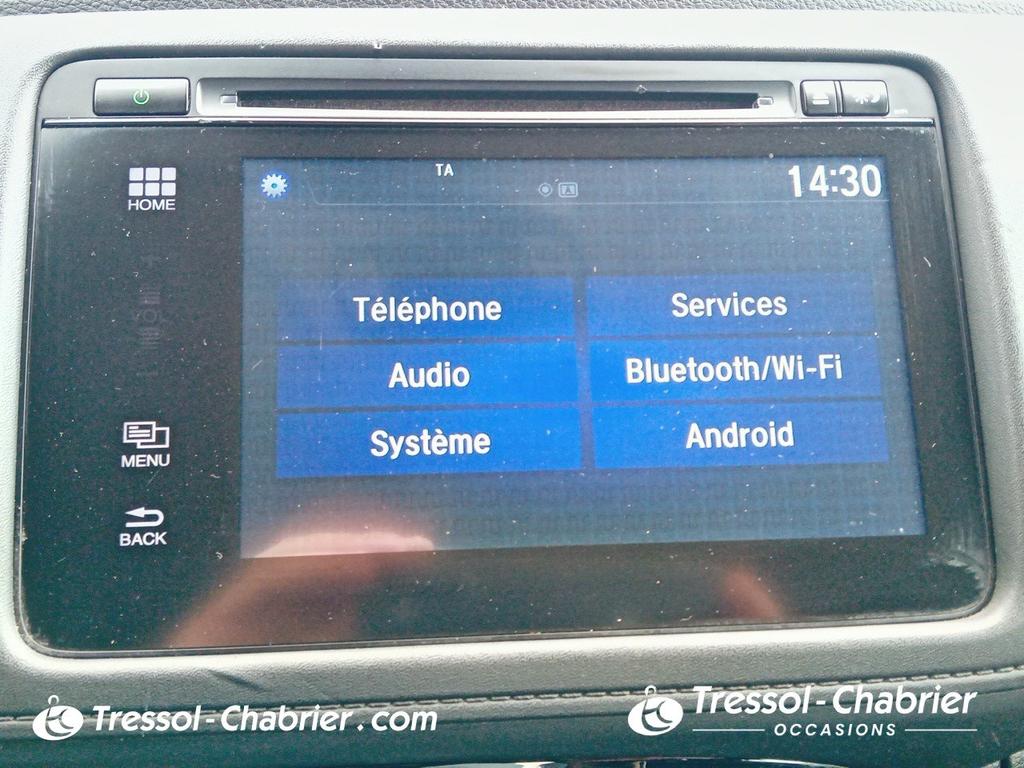 TA
14:30
HOME
Téléphone
Services
Audio
Bluetooth/Wi-Fi
Système
Android
MENU
BACK
Tressol-Chabrier.com
Tressol-Chabrier
OCCASIONS